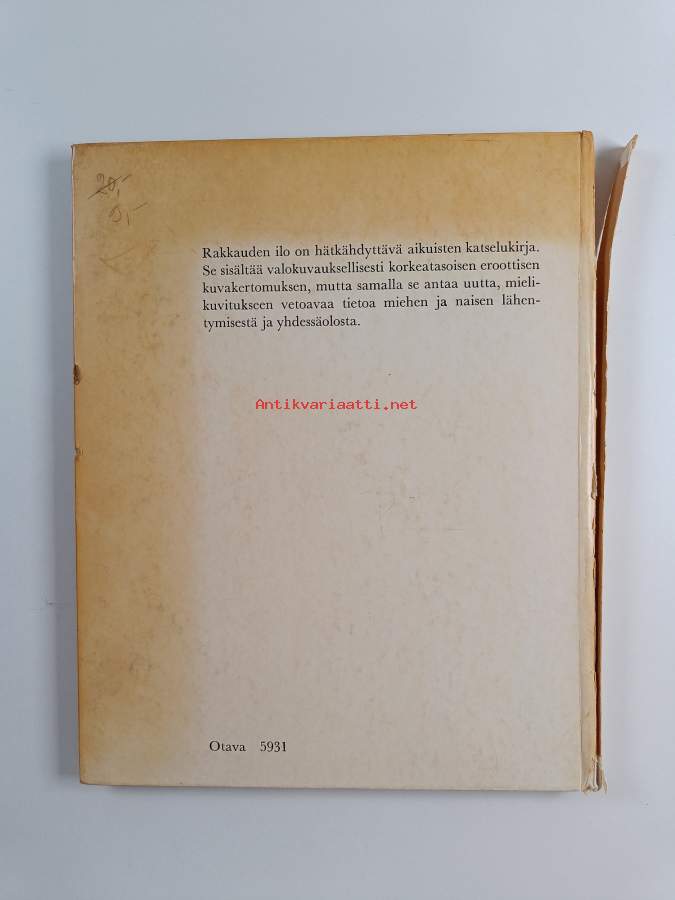 20,-
Rakkauden ilo on hätkähdyttävä aikuisten katselukirja.
Se sisältää valokuvauksellisesti korkeatasoisen eroottisen
kuvakertomuksen, mutta samalla se antaa uutta, mieli-
kuvitukseen vetoavaa tietoa miehen ja naisen lähen-
tymisestä ja yhdessäolosta.
Antikvariaatti.net
Otava 5931